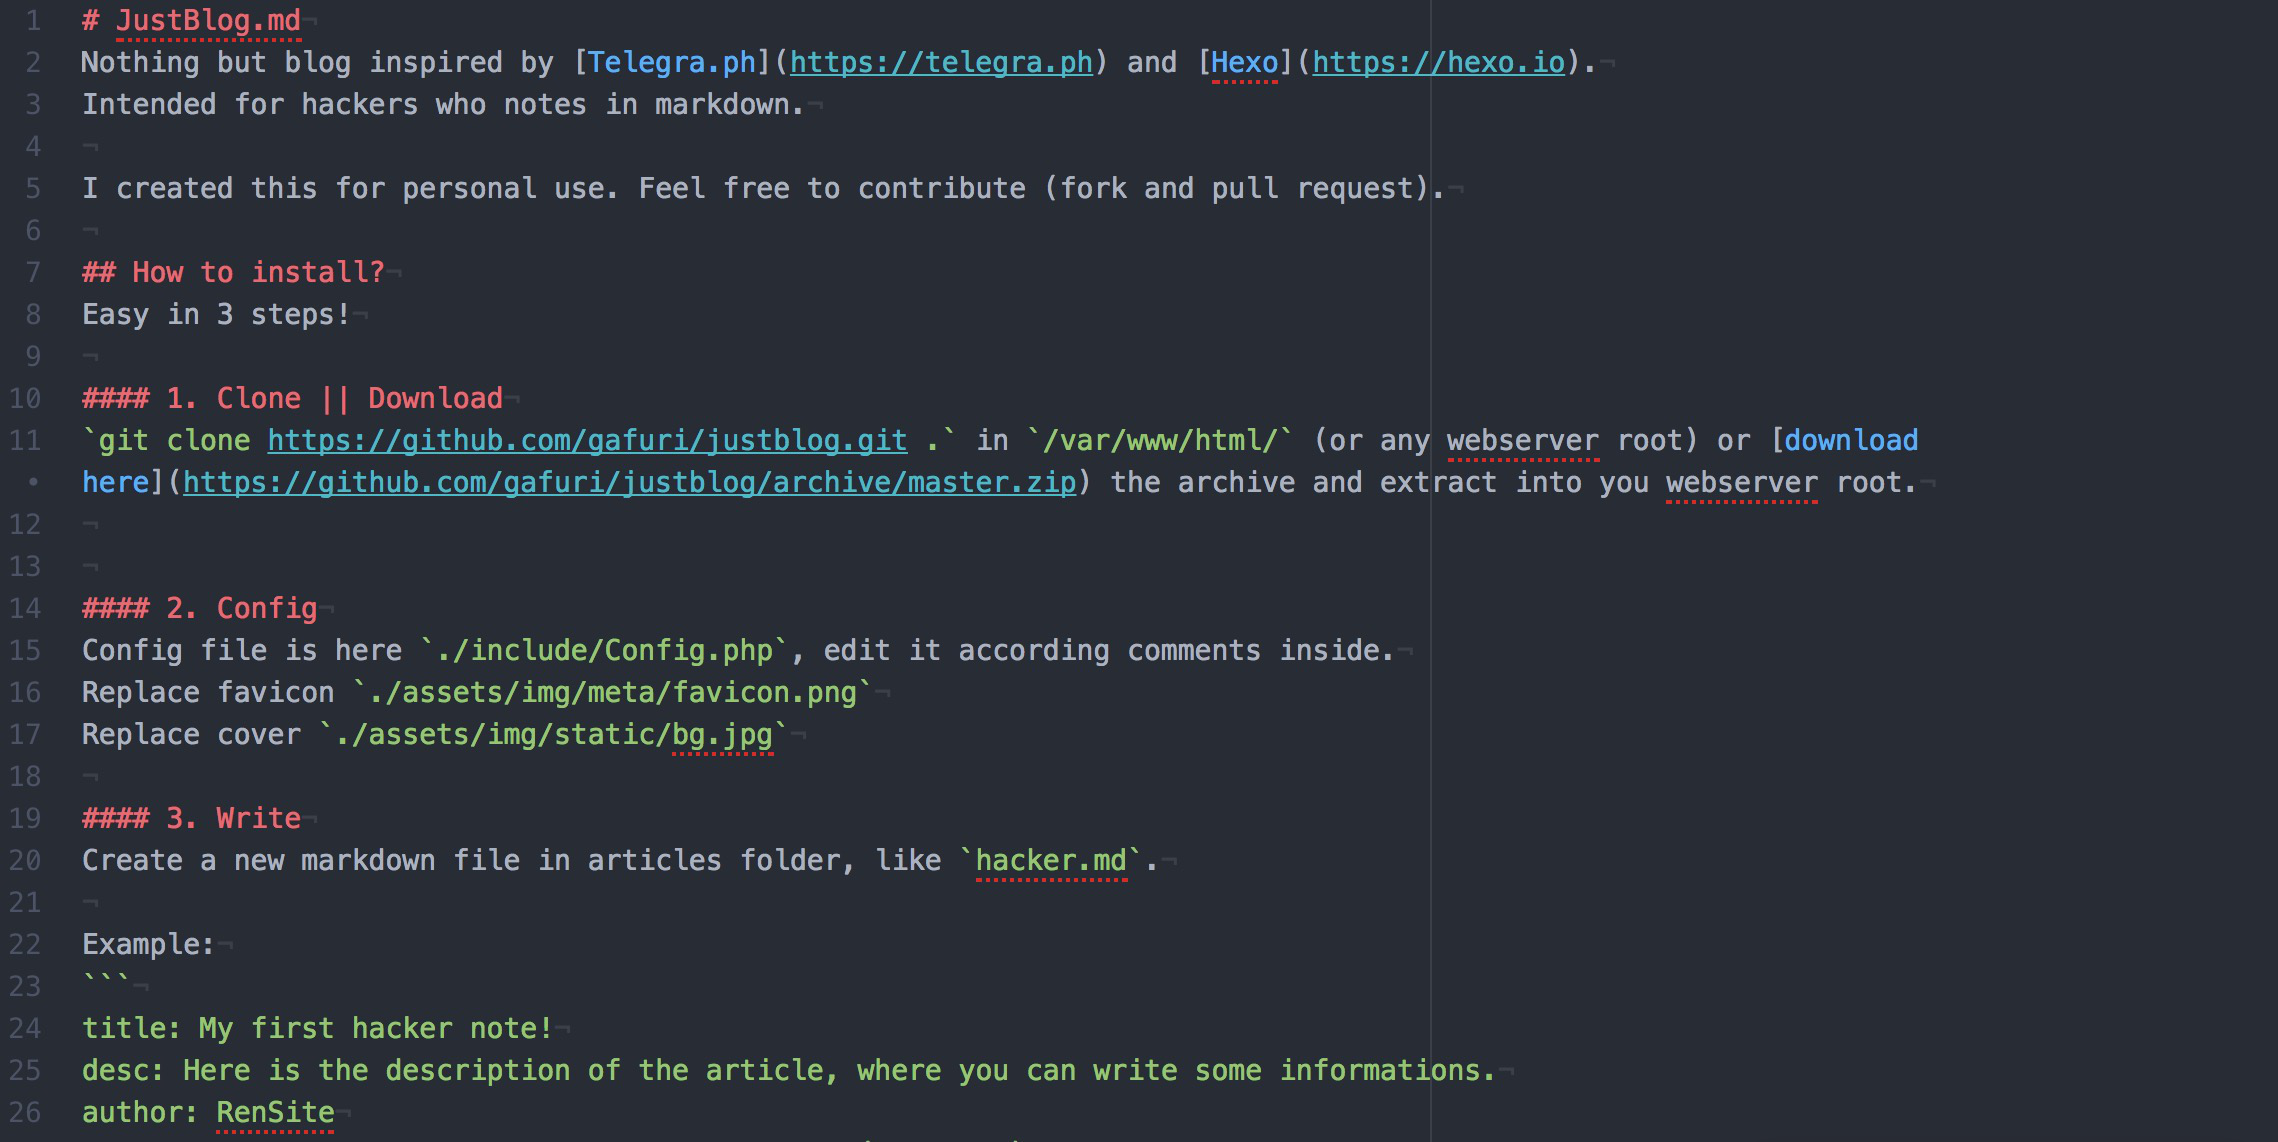 1 # JustBlog.md¬
2 Nothing but blog inspired by [Telegra.ph](https://telegra.ph) and [Hexo](https://hexo.io).¬
3 Intended for hackers who notes in markdown.¬
4 ¬
5 I created this for personal use. Feel free to contribute (fork and pull request).¬
6 ¬
7 ## How to install?¬
8 Easy in 3 steps!¬
9 ¬
10 #### 1. Clone || Download¬
11 `git clone https://github.com/gafuri/justblog.git .` in `/var/www/html/` (or any webserver root) or [download
• here](https://github.com/gafuri/justblog/archive/master.zip) the archive and extract into you webserver root.¬
12 ¬
13 ¬
14 #### 2. Config¬
15 Config file is here `./include/Config.php`, edit it according comments inside.¬
16 Replace favicon `./assets/img/meta/favicon.png`¬
17 Replace cover `./assets/img/static/bg.jpg`¬
18 ¬
19 #### 3. Write¬
20 Create a new markdown file in articles folder, like `hacker.md`.¬
21 ¬
22 Example:¬
23 ```¬
24 title: My first hacker note!¬
25 desc: Here is the description of the article, where you can write some informations.¬
26 author: RenSite¬